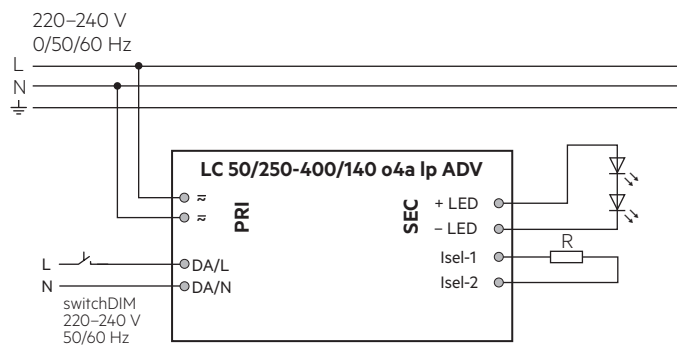 220–240 V
0/50/60 Hz
L
N
LC 50/250-400/140 o4a lp ADV
PRI
SEC
+ LED
– LED
Isel-1
R
Isel-2
L
DA/L
N
DA/N
switchDIM
220–240 V
50/60 Hz